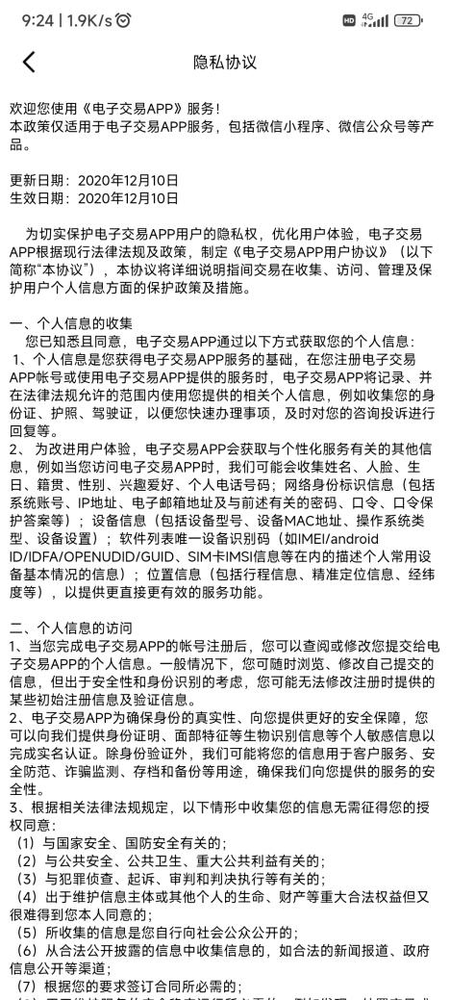 9:24 | 1.9K/s
HD 4G 72
隐私协议
欢迎您使用《电子交易APP》服务！
本政策仅适用于电子交易APP服务，包括微信小程序、微信公众号等产
品。
更新日期：2020年12月10日
生效日期：2020年12月10日
为切实保护电子交易APP用户的隐私权，优化用户体验，电子交易
APP根据现行法律法规及政策，制定《电子交易APP用户协议》（以下
简称“本协议”），本协议将详细说明指间交易在收集、访问、管理及保
护用户个人信息方面的保护政策及措施。
一、个人信息的收集
您已知悉且同意，电子交易APP通过以下方式获取您的个人信息：
1、个人信息是您获得电子交易APP服务的基础，在您注册电子交易
APP帐号或使用电子交易APP提供的服务时，电子交易APP将记录、并
在法律法规允许的范围内使用您提供的相关个人信息，例如收集您的身
份证、护照、驾驶证，以便您快速办理事项，及时对您的咨询投诉进行
回复等。
2、 为改进用户体验，电子交易APP会获取与个性化服务有关的其他信
息，例如当您访问电子交易APP时，我们可能会收集姓名、人脸、生
日、籍贯、性别、兴趣爱好、个人电话号码；网络身份标识信息（包括
系统账号、IP地址、电子邮箱地址及与前述有关的密码、口令、口令保
护答案等）；设备信息（包括设备型号、设备MAC地址、操作系统类
型、设备设置）；软件列表唯一设备识别码（如IMEI/android
ID/IDFA/OPENUDID/GUID、SIM卡IMSI信息等在内的描述个人常用设
备基本情况的信息）；位置信息（包括行程信息、精准定位信息、经纬
度等），以提供更直接更有效的服务功能。
二、个人信息的访问
1、当您完成电子交易APP的帐号注册后，您可以查阅或修改您提交给电
子交易APP的个人信息。一般情况下，您可随时浏览、修改自己提交的
信息，但出于安全性和身份识别的考虑，您可能无法修改注册时提供的
某些初始注册信息及验证信息。
2、电子交易APP为确保身份的真实性、向您提供更好的安全保障，您
可以向我们提供身份证明、面部特征等生物识别信息等个人敏感信息以
完成实名认证。除身份验证外，我们可能将您的信息用于客户服务、安
全防范、诈骗监测、存档和备份等用途，确保我们向您提供的服务的安
全性。
3、根据相关法律法规规定，以下情形中收集您的信息无需征得您的授
权同意：
（1）与国家安全、国防安全有关的；
（2）与公共安全、公共卫生、重大公共利益有关的；
（3）与犯罪侦查、起诉、审判和判决执行等有关的；
（4）出于维护信息主体或其他个人的生命、财产等重大合法权益但又
很难得到您本人同意的；
（5）所收集的信息是您自行向社会公众公开的；
（6）从合法公开披露的信息中收集信息的，如合法的新闻报道、政府
信息公开等渠道；
（7）根据您的要求签订合同所必需的；